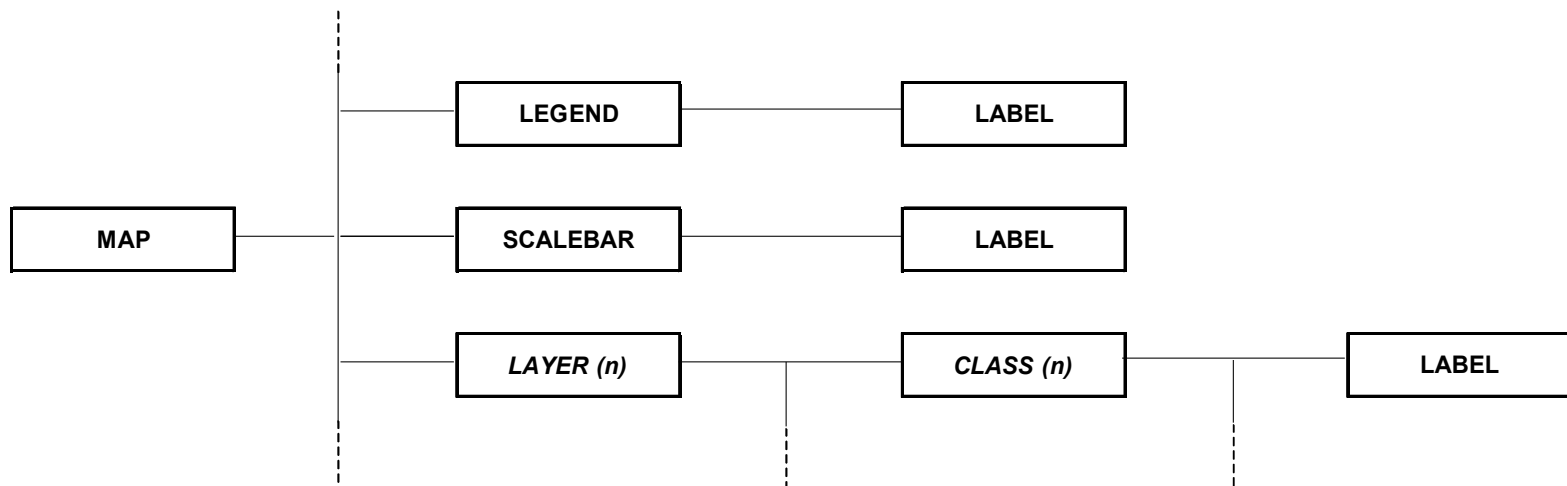 LEGEND
LABEL
MAP
SCALEBAR
LABEL
LAYER (n)
CLASS (n)
LABEL